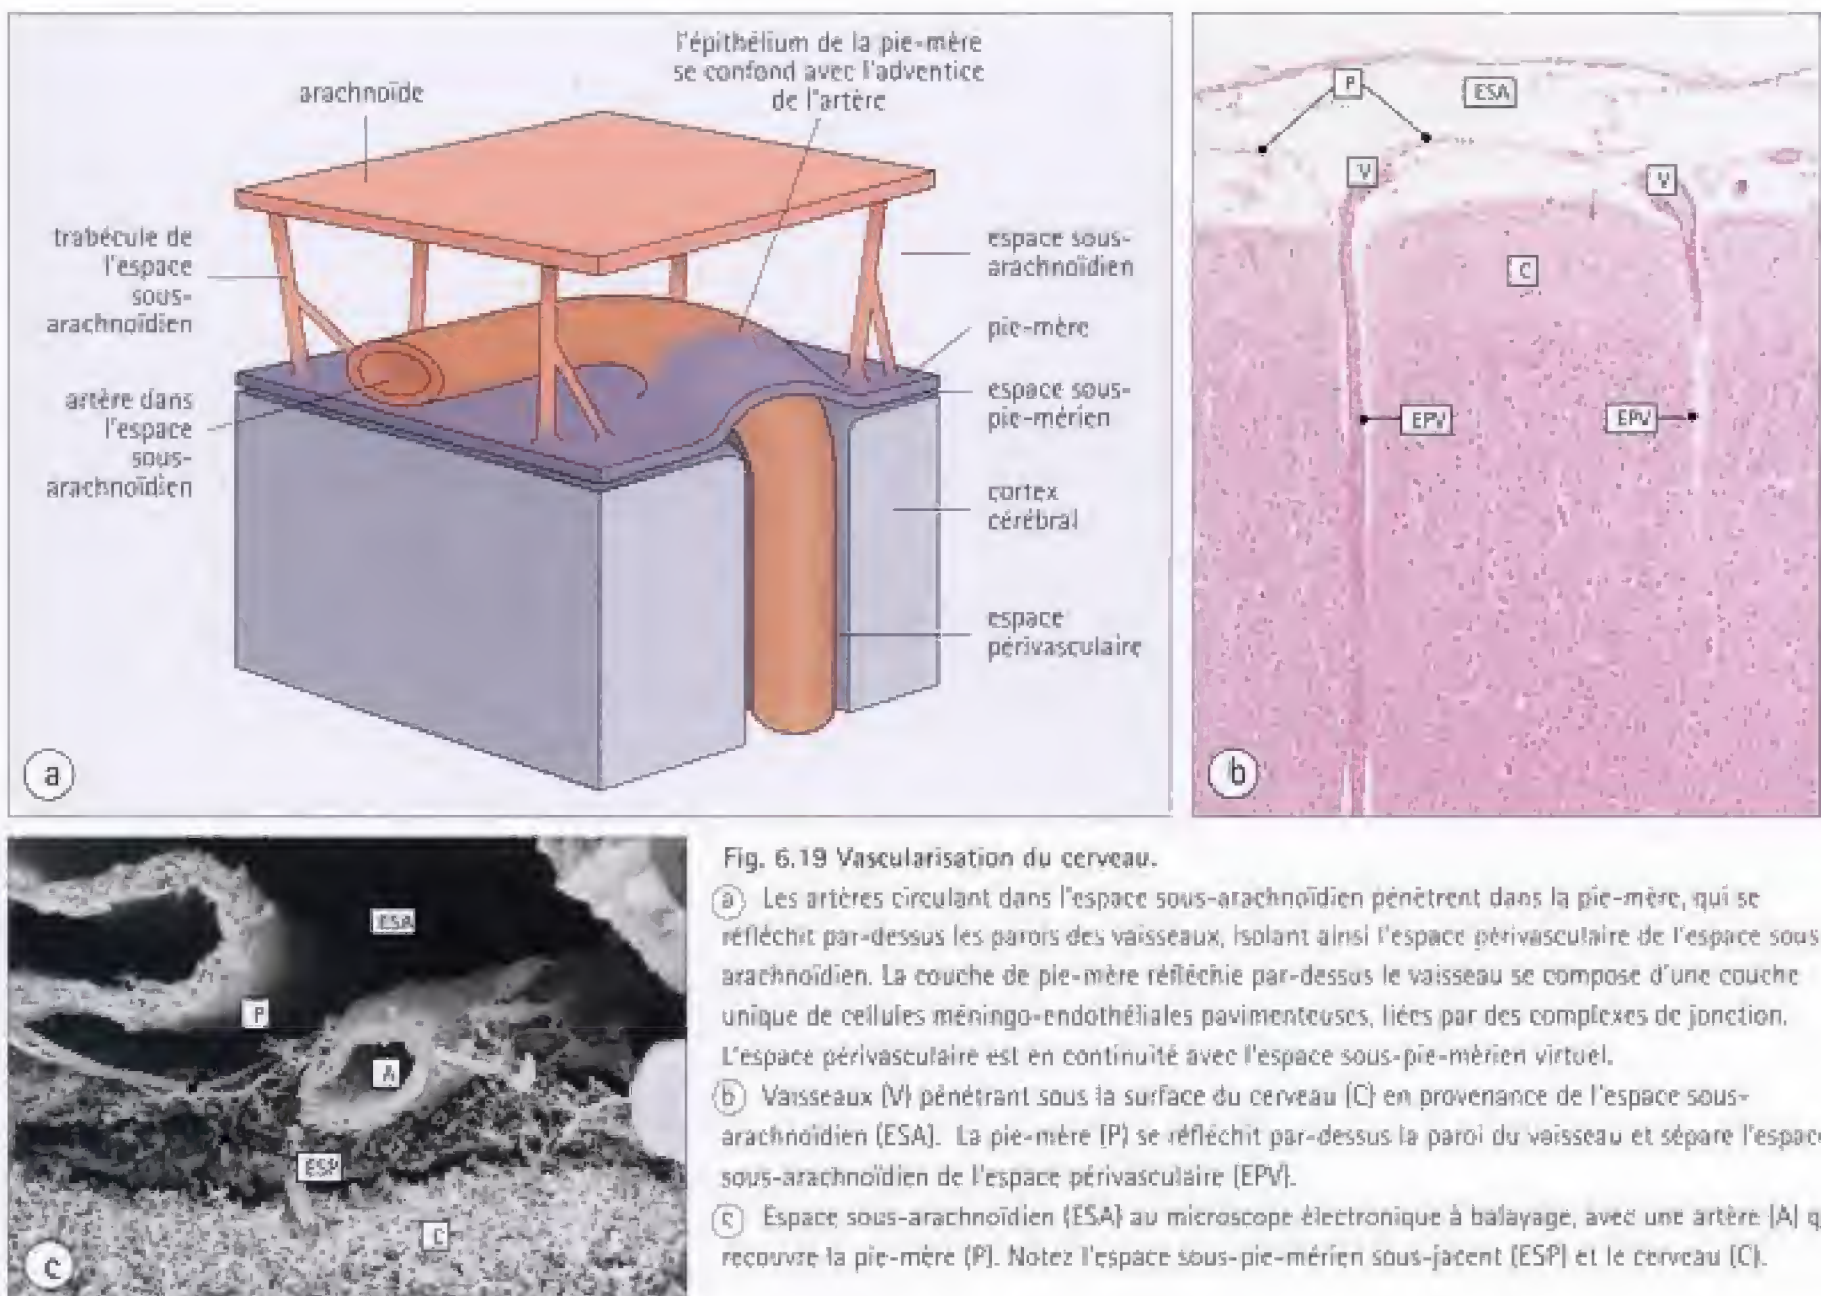 l'épithélium de la pie-mère
se confond avec l'adventice
de l'artère
arachnoïde
trabécule de
l'espace
sous-
arachnoïdien
artère dans
l'espace
sous-
arachnoïdien
espace sous-
arachnoïdien
pie-mère
espace sous-
pie-mérien
cortex
cérébral
espace
périvasculaire
a
P
ESA
V
V
C
EPV
EPV
b
ESA
P
A
ESP
C
c
Fig. 6.19 Vascularisation du cerveau.
a Les artères circulant dans l'espace sous-arachnoïdien pénètrent dans la pie-mère, qui se
réfléchit par-dessus les parois des vaisseaux, isolant ainsi l'espace périvasculaire de l'espace sous
arachnoïdien. La couche de pie-mère réfléchie par-dessus le vaisseau se compose d'une couche
unique de cellules méningo-endothéliales pavimenteuses, liées par des complexes de jonction.
L'espace périvasculaire est en continuité avec l'espace sous-pie-mérien virtuel.
b Vaisseaux (V) pénétrant sous la surface du cerveau (C) en provenance de l'espace sous-
arachnoïdien (ESA). La pie-mère (P) se réfléchit par-dessus la paroi du vaisseau et sépare l'espac
sous-arachnoïdien de l'espace périvasculaire (EPV).
c Espace sous-arachnoïdien (ESA) au microscope électronique à balayage, avec une artère (A) q
recouvre la pie-mère (P). Notez l'espace sous-pie-mérien sous-jacent (ESP) et le cerveau (C).